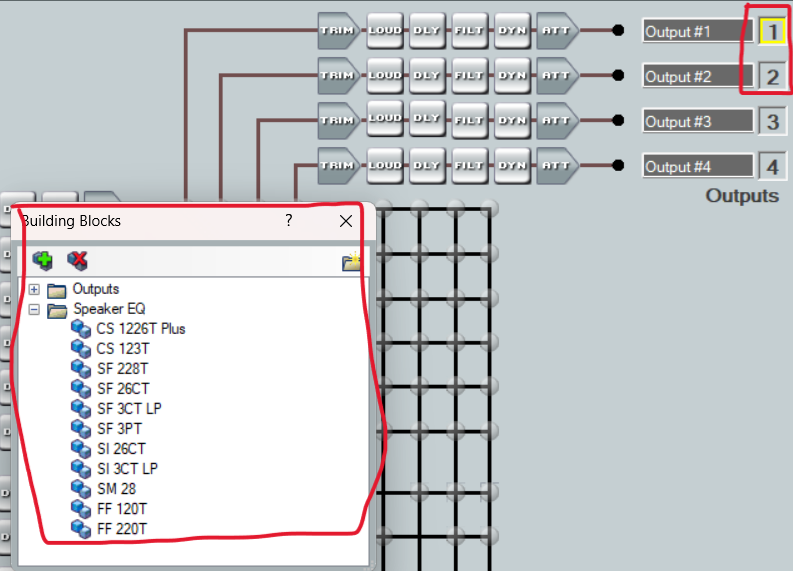 TRIM LOUD DLY FILT DYN ATT Output #1 1
TRIM LOUD DLY FILT DYN ATT Output #2 2
TRIM LOUD DLY FILT DYN ATT Output #3 3
TRIM LOUD DLY FILT DYN ATT Output #4 4
Outputs
Building Blocks ?
Outputs
Speaker EQ
CS 1226T Plus
CS 123T
SF 228T
SF 26CT
SF 3CT LP
SF 3PT
SI 26CT
SI 3CT LP
SM 28
FF 120T
FF 220T